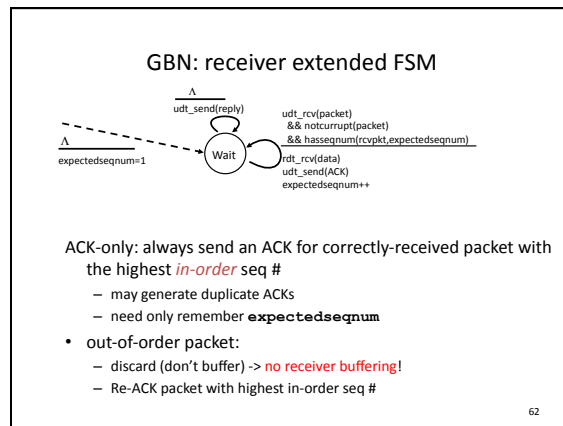 GBN: receiver extended FSM
Λ
udt_send(reply)
udt_rcv(packet)
&& notcurrupt(packet)
&& hasseqnum(rcvpkt,expectedseqnum)
Λ
expectedseqnum=1
Wait
rdt_rcv(data)
udt_send(ACK)
expectedseqnum++
ACK-only: always send an ACK for correctly-received packet with
the highest in-order seq #
– may generate duplicate ACKs
– need only remember expectedseqnum
• out-of-order packet:
– discard (don't buffer) -> no receiver buffering!
– Re-ACK packet with highest in-order seq #
62